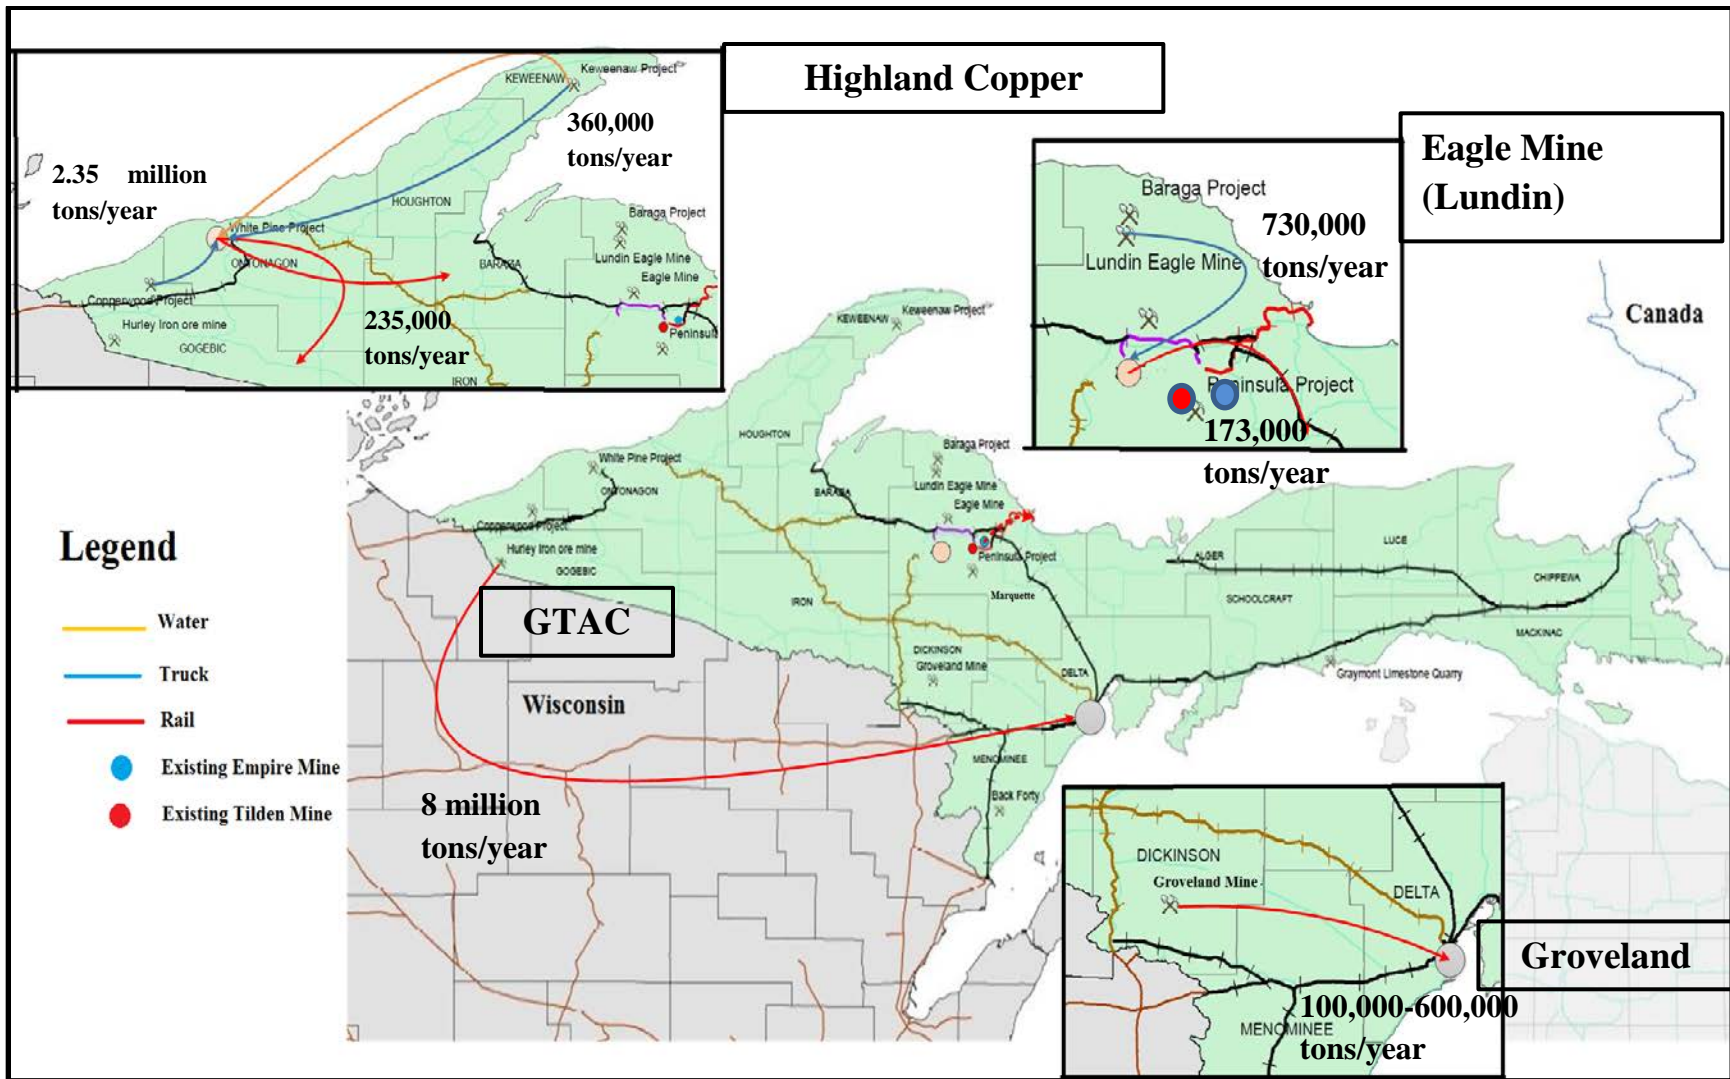 Highland Copper
KEWEENAW
Keweenaw Project
360,000
tons/year
2.35 million
tons/year
HOUGHTON
White Pine Project
ONTONAGON
BARAGA
Baraga Project
Lundin Eagle Mine
Eagle Mine
Copperwood Project
Hurley Iron ore mine
GOGEBIC
235,000
tons/year
IRON
Peninsula
Eagle Mine
(Lundin)
Baraga Project
730,000
tons/year
Lundin Eagle Mine
Peninsula Project
173,000
tons/year
Canada
KEWEENAW
Keweenaw Project
HOUGHTON
White Pine Project
ONTONAGON
BARAGA
Baraga Project
Lundin Eagle Mine
Eagle Mine
Copperwood Project
Hurley Iron ore mine
GOGEBIC
Peninsula Project
Marquette
IRON
ALGER
LUCE
CHIPPEWA
SCHOOLCRAFT
MACKINAC
Graymont Limestone Quarry
DICKINSON
Groveland Mine
DELTA
MENOMINEE
Back Forty
GTAC
Wisconsin
8 million
tons/year
Legend
Water
Truck
Rail
Existing Empire Mine
Existing Tilden Mine
DICKINSON
Groveland Mine
DELTA
Groveland
100,000-600,000
tons/year
MENOMINEE